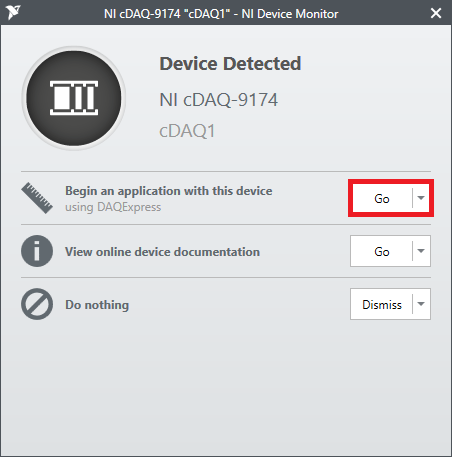 NI cDAQ-9174 "cDAQ1" - NI Device Monitor
Device Detected
NI cDAQ-9174
cDAQ1
Begin an application with this device
using DAQExpress
Go
View online device documentation
Go
Do nothing
Dismiss